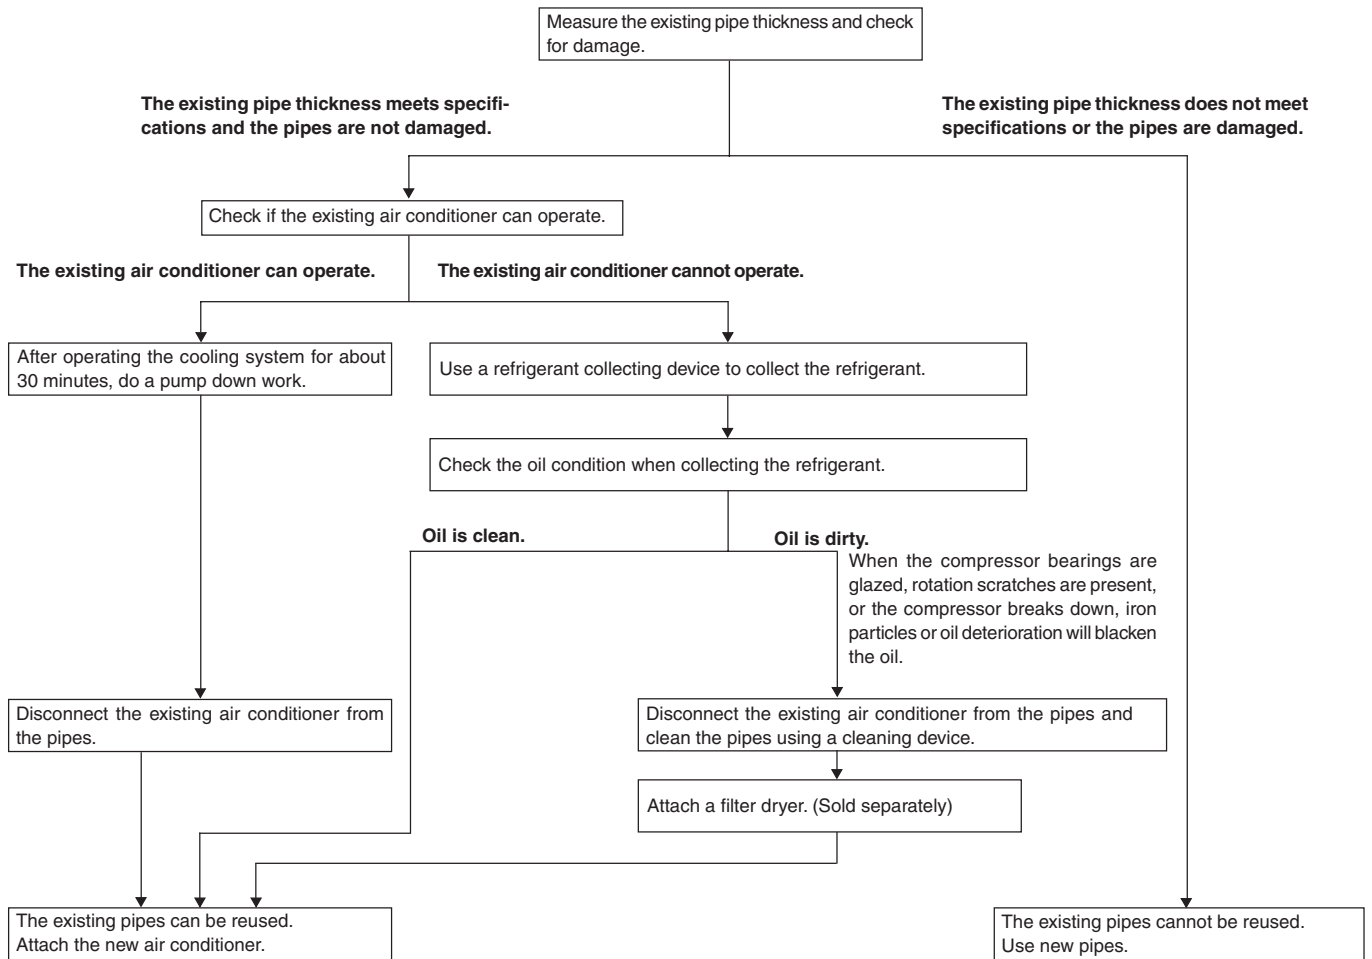 Measure the existing pipe thickness and check
for damage.
The existing pipe thickness meets specifi-
cations and the pipes are not damaged.
The existing pipe thickness does not meet
specifications or the pipes are damaged.
Check if the existing air conditioner can operate.
The existing air conditioner can operate.
The existing air conditioner cannot operate.
After operating the cooling system for about
30 minutes, do a pump down work.
Use a refrigerant collecting device to collect the refrigerant.
Check the oil condition when collecting the refrigerant.
Oil is clean.
Oil is dirty.
When the compressor bearings are
glazed, rotation scratches are present,
or the compressor breaks down, iron
particles or oil deterioration will blacken
the oil.
Disconnect the existing air conditioner from
the pipes.
Disconnect the existing air conditioner from the pipes and
clean the pipes using a cleaning device.
Attach a filter dryer. (Sold separately)
The existing pipes can be reused.
Attach the new air conditioner.
The existing pipes cannot be reused.
Use new pipes.